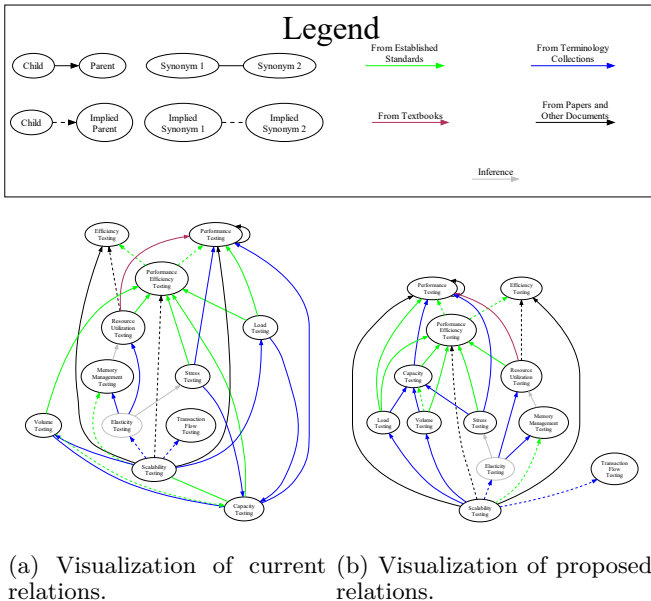 Legend
Child
Parent
Synonym 1
Synonym 2
From Established
Standards
From Terminology
Collections
Child
Implied
Parent
Implied
Synonym 1
Implied
Synonym 2
From Textbooks
From Papers and
Other Documents
Inference
Efficiency
Testing
Performance
Testing
Performance
Efficiency
Testing
Resource
Utilization
Testing
Load
Testing
Memory
Management
Testing
Stress
Testing
Volume
Testing
Elasticity
Testing
Transaction
Flow
Testing
Scalability
Testing
Capacity
Testing
Performance
Testing
Efficiency
Testing
Performance
Efficiency
Testing
Capacity
Testing
Resource
Utilization
Testing
Load
Testing
Volume
Testing
Stress
Testing
Memory
Management
Testing
Elasticity
Testing
Transaction
Flow
Testing
Scalability
Testing
(a) Visualization of current
relations.
(b) Visualization of proposed
relations.